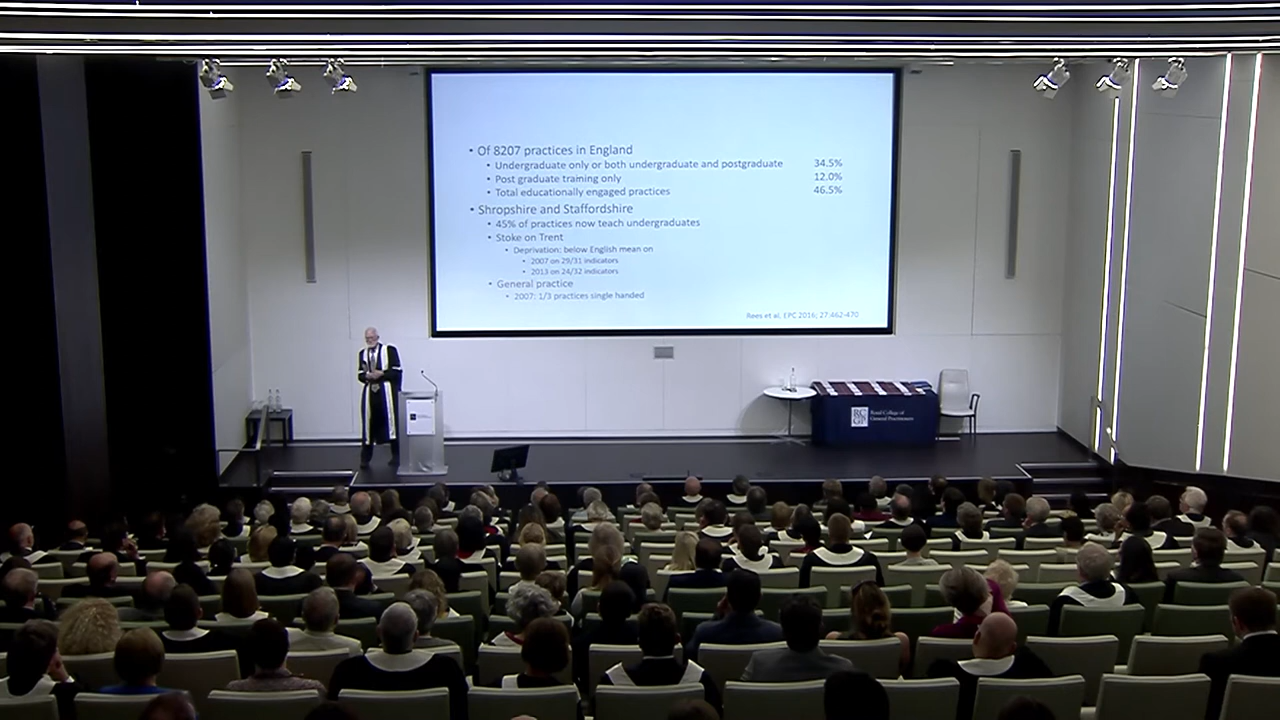 • Of 8207 practices in England
• Undergraduate only or both undergraduate and postgraduate 34.5%
• Post graduate training only 12.0%
• Total educationally engaged practices 46.5%
• Shropshire and Staffordshire
• 45% of practices now teach undergraduates
• Stoke on Trent
• Deprivation: below English mean on
• 2007 on 29/31 indicators
• 2013 on 24/32 indicators
• General practice
• 2007: 1/3 practices single handed
Rees et al. EPC 2016; 27:462-470
RC
GP
Royal College of
General Practitioners